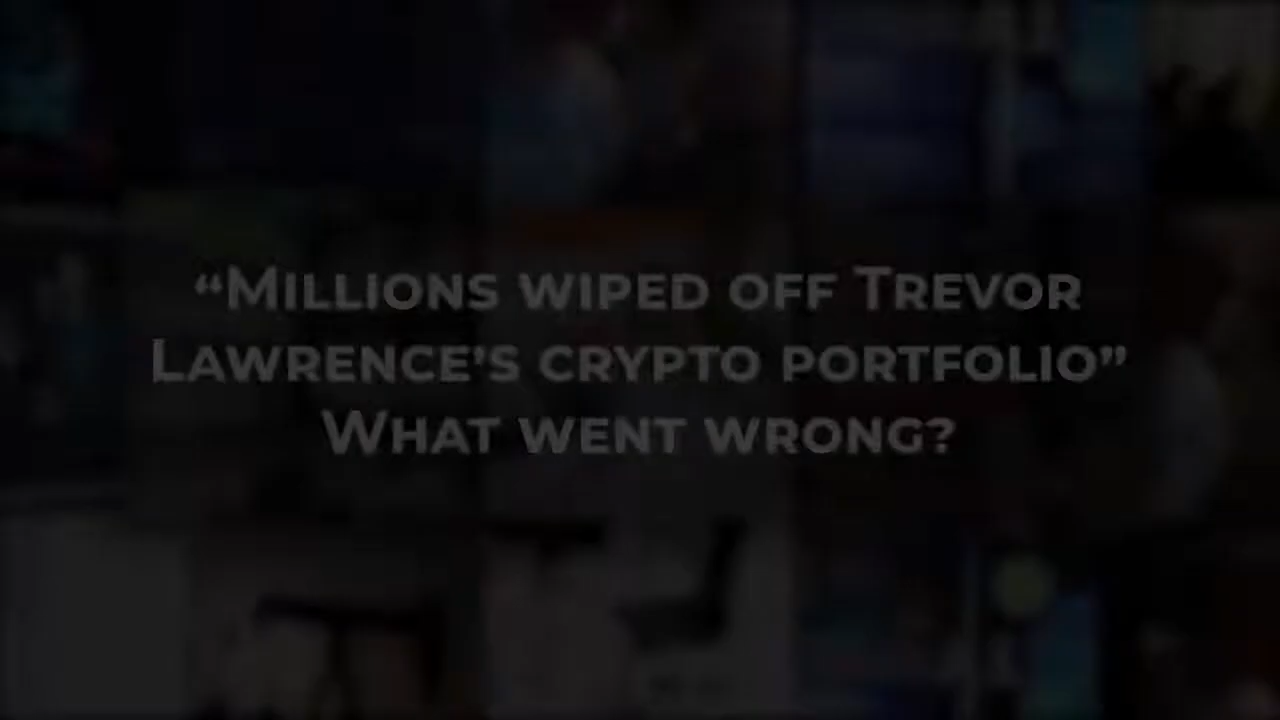 “Millions wiped off Trevor
Lawrence’s crypto portfolio”
What went wrong?